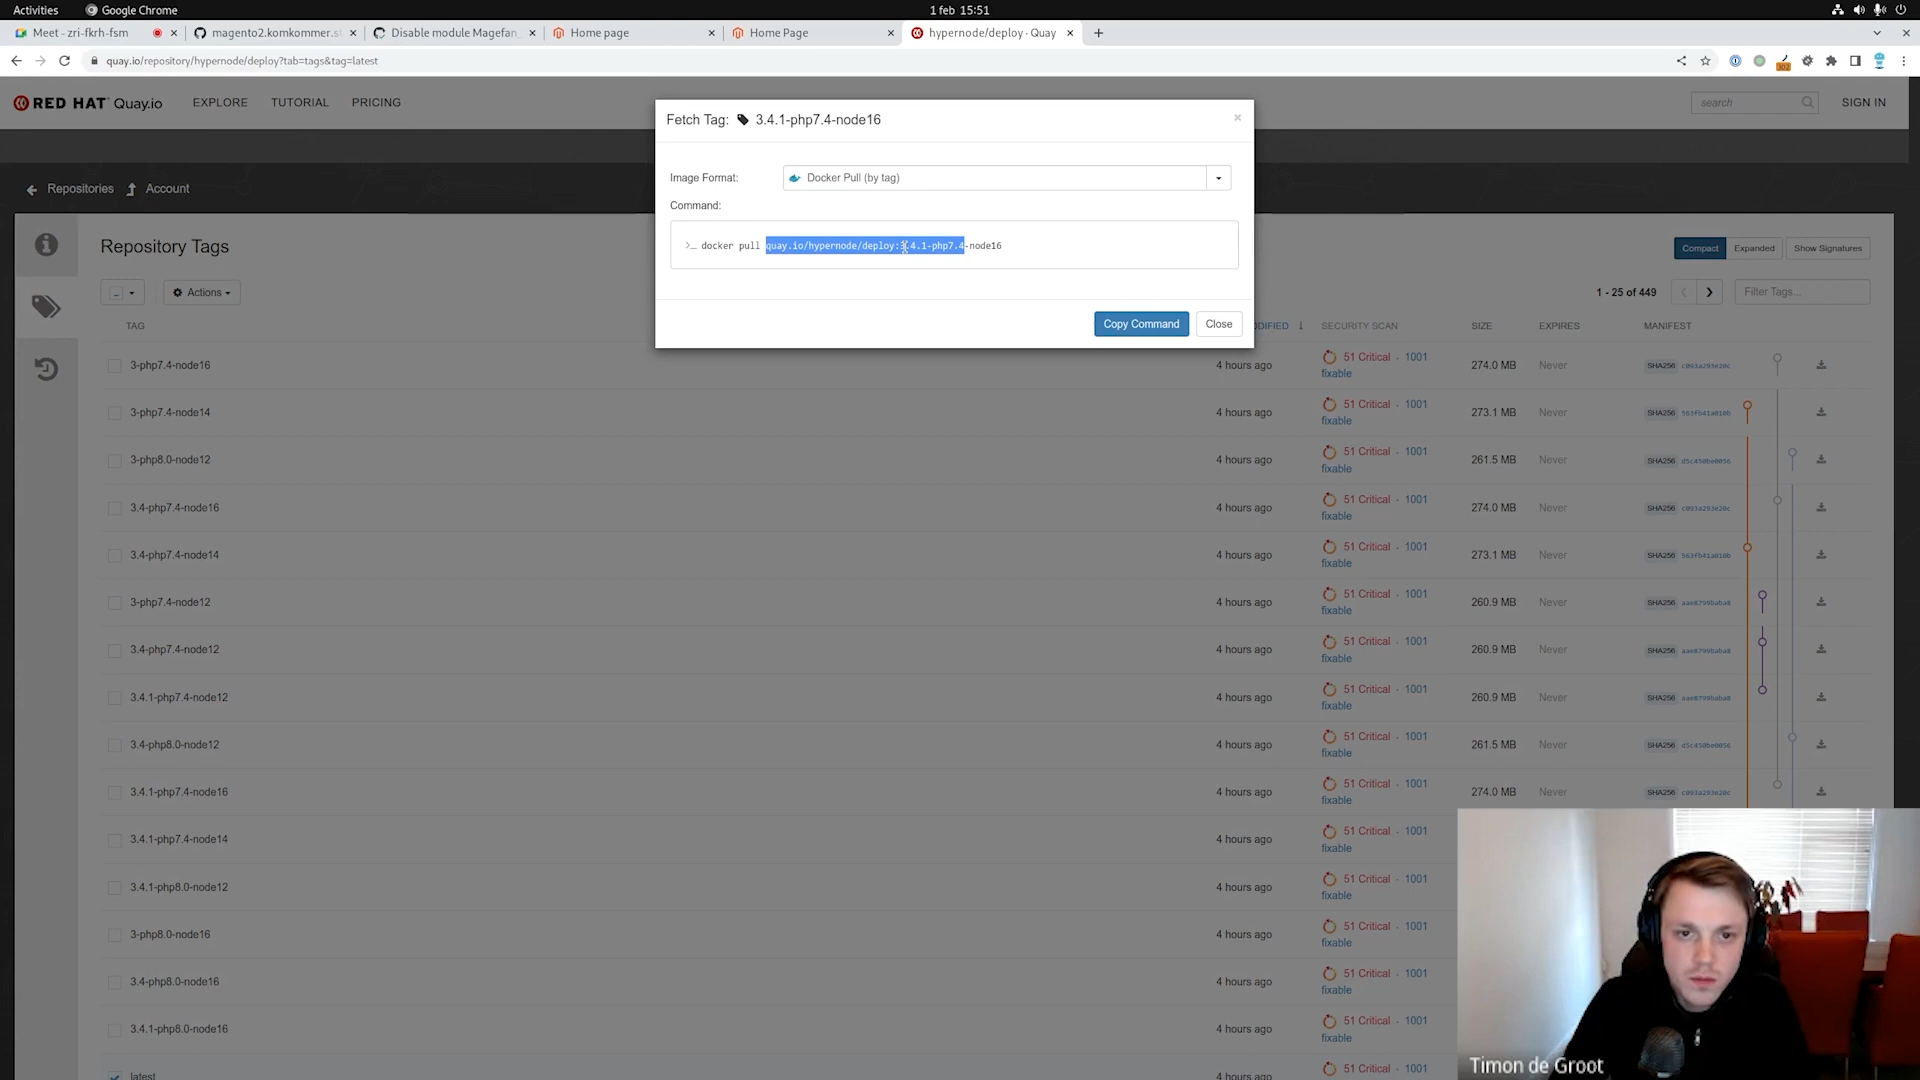 Activities
Google Chrome
1 feb 15:51
Meet - zri-fkrh-fsm
magento2.komkommer.st
Disable module Magefan_
Home page
Home Page
hypernode/deploy · Quay
quay.io/repository/hypernode/deploy?tab=tags&tag=latest
302
RED HAT Quay.io
EXPLORE
TUTORIAL
PRICING
search
SIGN IN
Fetch Tag: 3.4.1-php7.4-node16
×
Image Format:
Docker Pull (by tag)
Command:
>_ docker pull quay.io/hypernode/deploy:3.4.1-php7.4-node16
Copy Command
Close
Repositories
Account
Repository Tags
Compact
Expanded
Show Signatures
Actions
1 - 25 of 449
Filter Tags...
TAG
ODIFIED
SECURITY SCAN
SIZE
EXPIRES
MANIFEST
3-php7.4-node16 4 hours ago 51 Critical · 1001 fixable 274.0 MB Never SHA256 c093a293e20c
3-php7.4-node14 4 hours ago 51 Critical · 1001 fixable 273.1 MB Never SHA256 563fb41a010b
3-php8.0-node12 4 hours ago 51 Critical · 1001 fixable 261.5 MB Never SHA256 d5c450be0056
3.4-php7.4-node16 4 hours ago 51 Critical · 1001 fixable 274.0 MB Never SHA256 c093a293e20c
3.4-php7.4-node14 4 hours ago 51 Critical · 1001 fixable 273.1 MB Never SHA256 563fb41a010b
3-php7.4-node12 4 hours ago 51 Critical · 1001 fixable 260.9 MB Never SHA256 aae8799baba8
3.4-php7.4-node12 4 hours ago 51 Critical · 1001 fixable 260.9 MB Never SHA256 aae8799baba8
3.4.1-php7.4-node12 4 hours ago 51 Critical · 1001 fixable 260.9 MB Never SHA256 aae8799baba8
3.4-php8.0-node12 4 hours ago 51 Critical · 1001 fixable 261.5 MB Never SHA256 d5c450be0056
3.4.1-php7.4-node16 4 hours ago 51 Critical · 1001 fixable 274.0 MB Never SHA256 c093a293e20c
3.4.1-php7.4-node14 4 hours ago 51 Critical · 1001 fixable
3.4.1-php8.0-node12 4 hours ago 51 Critical · 1001 fixable
3-php8.0-node16 4 hours ago 51 Critical · 1001 fixable
3.4-php8.0-node16 4 hours ago 51 Critical · 1001 fixable
3.4.1-php8.0-node16 4 hours ago 51 Critical · 1001 fixable
latest 4 hours ago 51 Critical · 1001
Timon de Groot